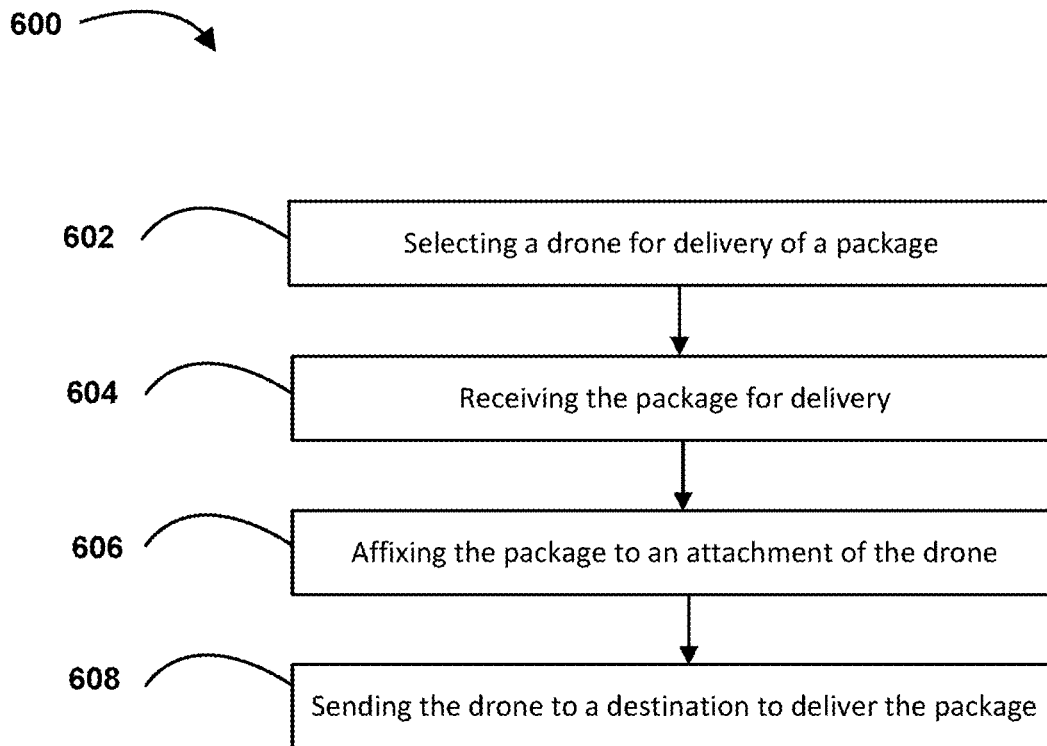 600
602
Selecting a drone for delivery of a package
604
Receiving the package for delivery
606
Affixing the package to an attachment of the drone
608
Sending the drone to a destination to deliver the package